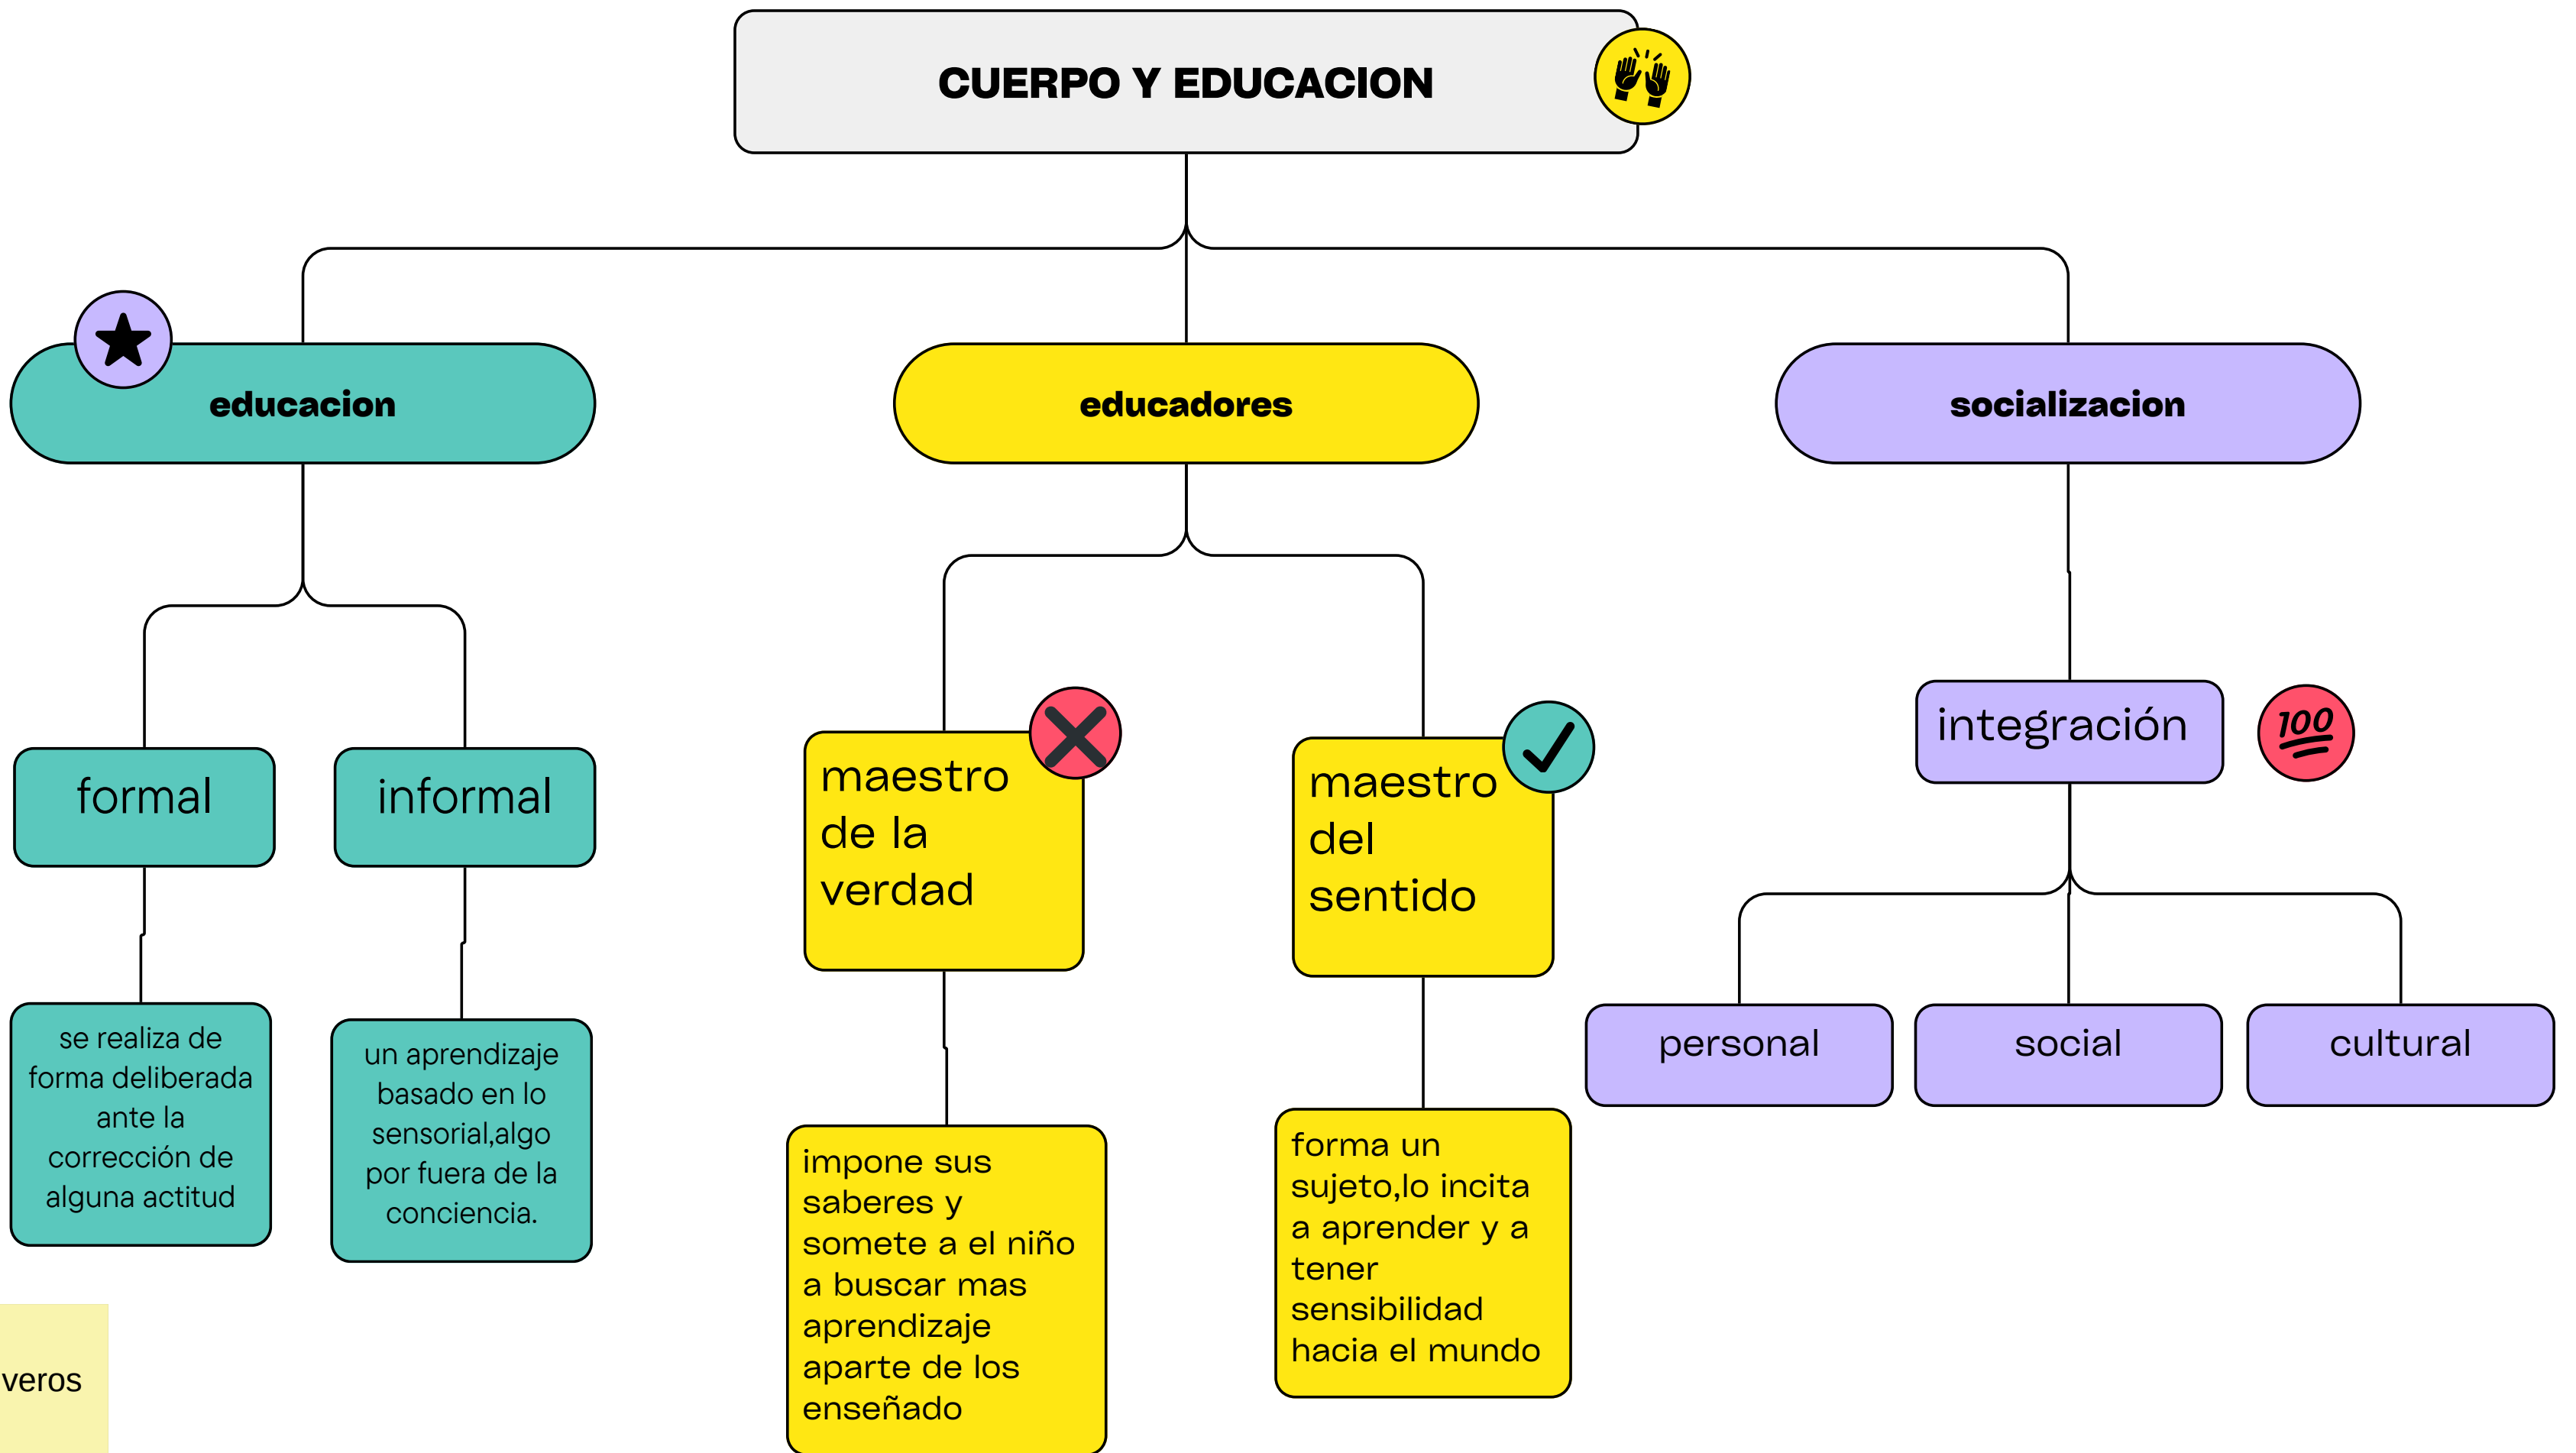 CUERPO Y EDUCACION
educacion
educadores
socializacion
formal
informal
maestro
de la
verdad
maestro
del
sentido
integración
100
se realiza de
forma deliberada
ante la
corrección de
alguna actitud
un aprendizaje
basado en lo
sensorial,algo
por fuera de la
conciencia.
impone sus
saberes y
somete a el niño
a buscar mas
aprendizaje
aparte de los
enseñado
forma un
sujeto,lo incita
a aprender y a
tener
sensibilidad
hacia el mundo
personal
social
cultural
veros